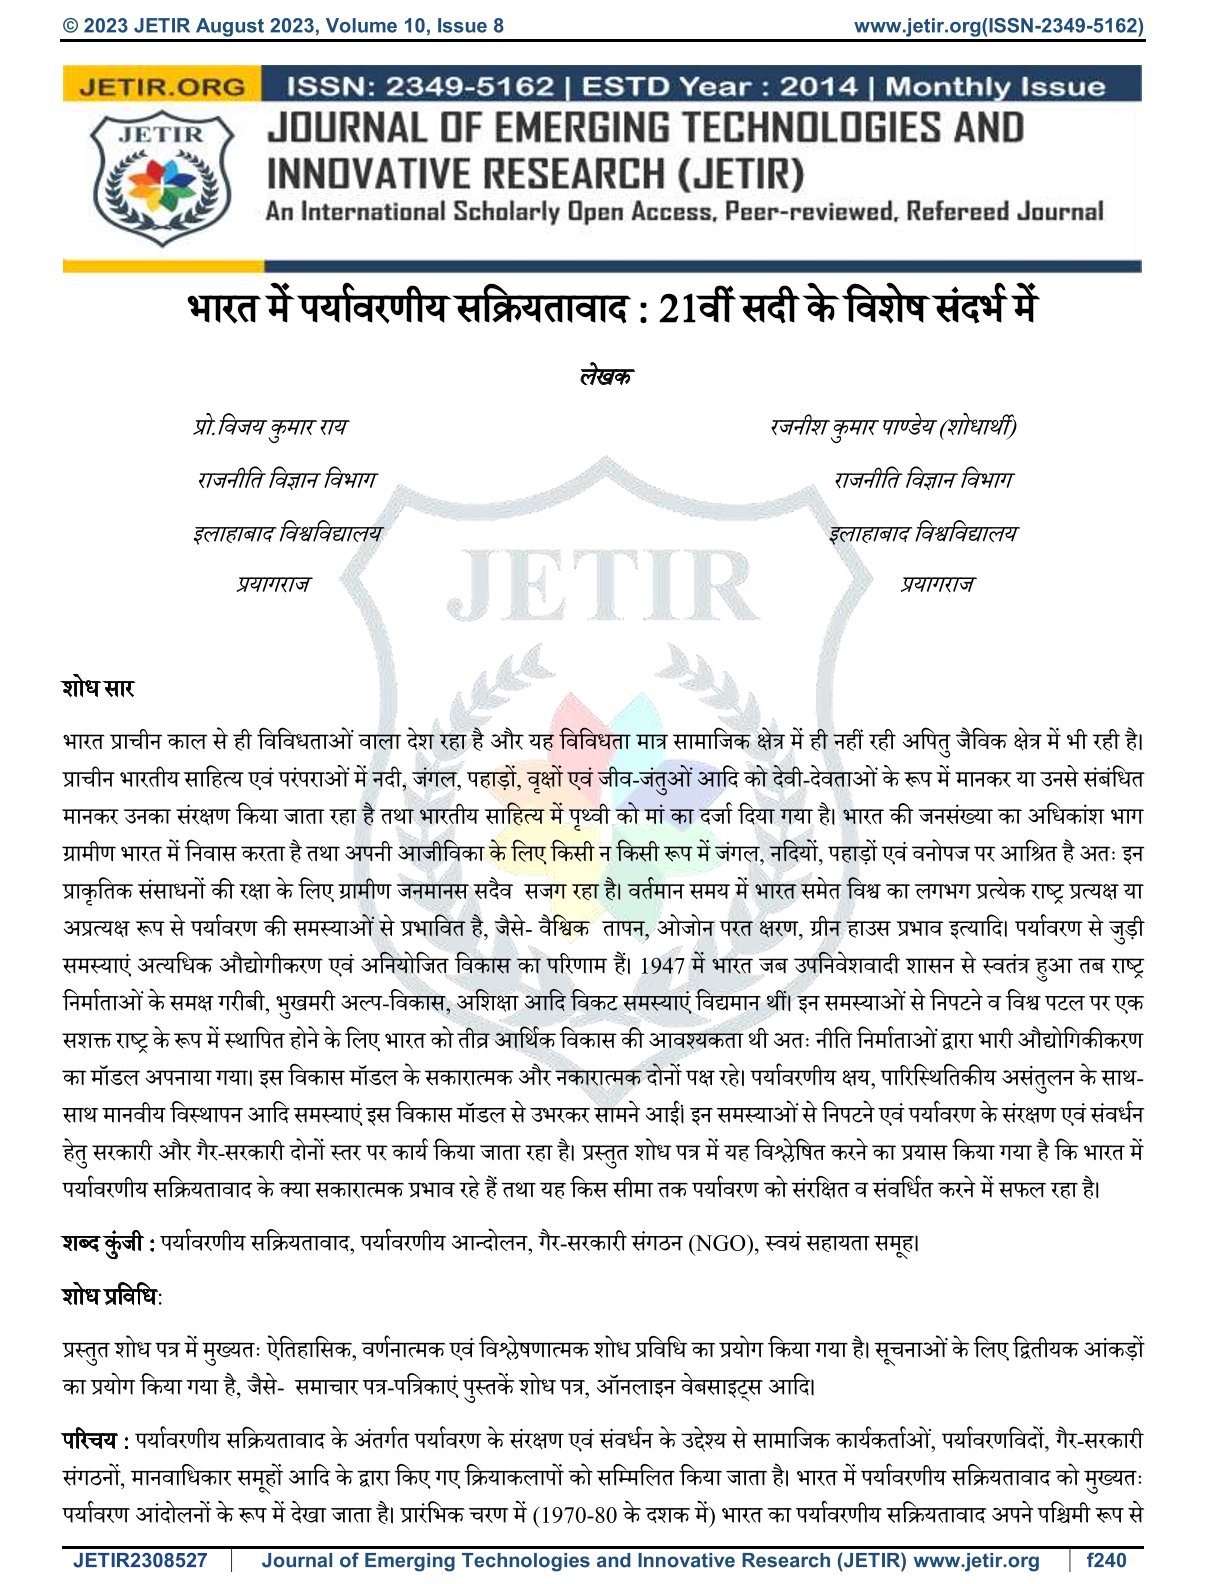 © 2023 JETIR August 2023, Volume 10, Issue 8 www.jetir.org(ISSN-2349-5162)
JETIR.ORG ISSN: 2349-5162 | ESTD Year : 2014 | Monthly Issue
JETIR
JOURNAL OF EMERGING TECHNOLOGIES AND
INNOVATIVE RESEARCH (JETIR)
An International Scholarly Open Access, Peer-reviewed, Refereed Journal
भारत में पर्यावरणीय सक्रियतावाद : 21वीं सदी के विशेष संदर्भ में
लेखक
प्रो.विजय कुमार राय रजनीश कुमार पाण्डेय (शोधार्थी)
राजनीति विज्ञान विभाग राजनीति विज्ञान विभाग
इलाहाबाद विश्वविद्यालय इलाहाबाद विश्वविद्यालय
JETIR
प्रयागराज प्रयागराज
शोध सार
भारत प्राचीन काल से ही विविधताओं वाला देश रहा है और यह विविधता मात्र सामाजिक क्षेत्र में ही नहीं रही अपितु जैविक क्षेत्र में भी रही है।
प्राचीन भारतीय साहित्य एवं परंपराओं में नदी, जंगल, पहाड़ों, वृक्षों एवं जीव-जंतुओं आदि को देवी-देवताओं के रूप में मानकर या उनसे संबंधित
मानकर उनका संरक्षण किया जाता रहा है तथा भारतीय साहित्य में पृथ्वी को मां का दर्जा दिया गया है। भारत की जनसंख्या का अधिकांश भाग
ग्रामीण भारत में निवास करता है तथा अपनी आजीविका के लिए किसी न किसी रूप में जंगल, नदियों, पहाड़ों एवं वनोपज पर आश्रित है अतः इन
प्राकृतिक संसाधनों की रक्षा के लिए ग्रामीण जनमानस सदैव सजग रहा है। वर्तमान समय में भारत समेत विश्व का लगभग प्रत्येक राष्ट्र प्रत्यक्ष या
अप्रत्यक्ष रूप से पर्यावरण की समस्याओं से प्रभावित है, जैसे- वैश्विक तापन, ओजोन परत क्षरण, ग्रीन हाउस प्रभाव इत्यादि। पर्यावरण से जुड़ी
समस्याएं अत्यधिक औद्योगीकरण एवं अनियोजित विकास का परिणाम हैं। 1947 में भारत जब उपनिवेशवादी शासन से स्वतंत्र हुआ तब राष्ट्र
निर्माताओं के समक्ष गरीबी, भुखमरी अल्प-विकास, अशिक्षा आदि विकट समस्याएं विद्यमान थीं। इन समस्याओं से निपटने व विश्व पटल पर एक
सशक्त राष्ट्र के रूप में स्थापित होने के लिए भारत को तीव्र आर्थिक विकास की आवश्यकता थी अतः नीति निर्माताओं द्वारा भारी औद्योगिकीकरण
का मॉडल अपनाया गया। इस विकास मॉडल के सकारात्मक और नकारात्मक दोनों पक्ष रहे। पर्यावरणीय क्षय, पारिस्थितिकीय असंतुलन के साथ-
साथ मानवीय विस्थापन आदि समस्याएं इस विकास मॉडल से उभरकर सामने आई। इन समस्याओं से निपटने एवं पर्यावरण के संरक्षण एवं संवर्धन
हेतु सरकारी और गैर-सरकारी दोनों स्तर पर कार्य किया जाता रहा है। प्रस्तुत शोध पत्र में यह विश्लेषित करने का प्रयास किया गया है कि भारत में
पर्यावरणीय सक्रियतावाद के क्या सकारात्मक प्रभाव रहे हैं तथा यह किस सीमा तक पर्यावरण को संरक्षित व संवर्धित करने में सफल रहा है।
शब्द कुंजी : पर्यावरणीय सक्रियतावाद, पर्यावरणीय आन्दोलन, गैर-सरकारी संगठन (NGO), स्वयं सहायता समूह।
शोध प्रविधि:
प्रस्तुत शोध पत्र में मुख्यतः ऐतिहासिक, वर्णनात्मक एवं विश्लेषणात्मक शोध प्रविधि का प्रयोग किया गया है। सूचनाओं के लिए द्वितीयक आंकड़ों
का प्रयोग किया गया है, जैसे- समाचार पत्र-पत्रिकाएं पुस्तकें शोध पत्र, ऑनलाइन वेबसाइट्स आदि।
परिचय : पर्यावरणीय सक्रियतावाद के अंतर्गत पर्यावरण के संरक्षण एवं संवर्धन के उद्देश्य से सामाजिक कार्यकर्ताओं, पर्यावरणविदों, गैर-सरकारी
संगठनों, मानवाधिकार समूहों आदि के द्वारा किए गए क्रियाकलापों को सम्मिलित किया जाता है। भारत में पर्यावरणीय सक्रियतावाद को मुख्यतः
पर्यावरण आंदोलनों के रूप में देखा जाता है। प्रारंभिक चरण में (1970-80 के दशक में) भारत का पर्यावरणीय सक्रियतावाद अपने पश्चिमी रूप से
JETIR2308527 Journal of Emerging Technologies and Innovative Research (JETIR) www.jetir.org f240